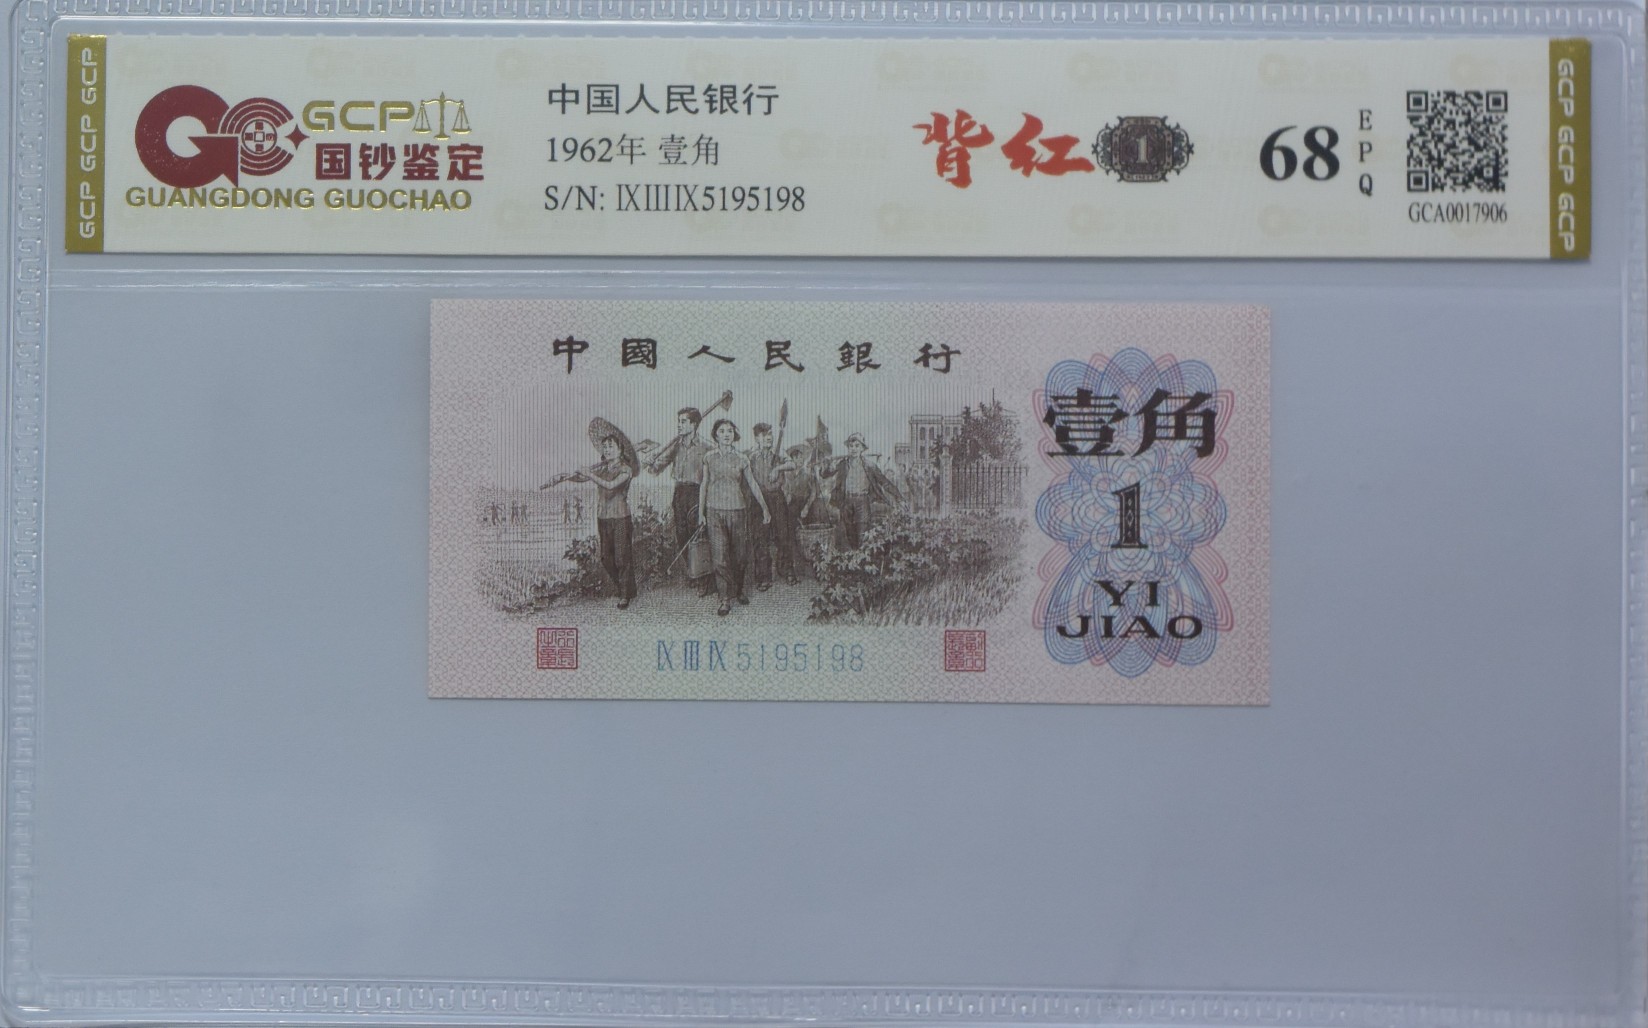 GCP GCP GCP
GCP
国钞鉴定
GUANGDONG GUOCHAO
中国人民银行
1962年 壹角
S/N: ⅨⅢⅨ5195198
背红
1
68
EPQ
GCA0017906
GCP GCP GCP
中國人民銀行
壹角
1
YI
JIAO
ⅨⅢⅨ5195198